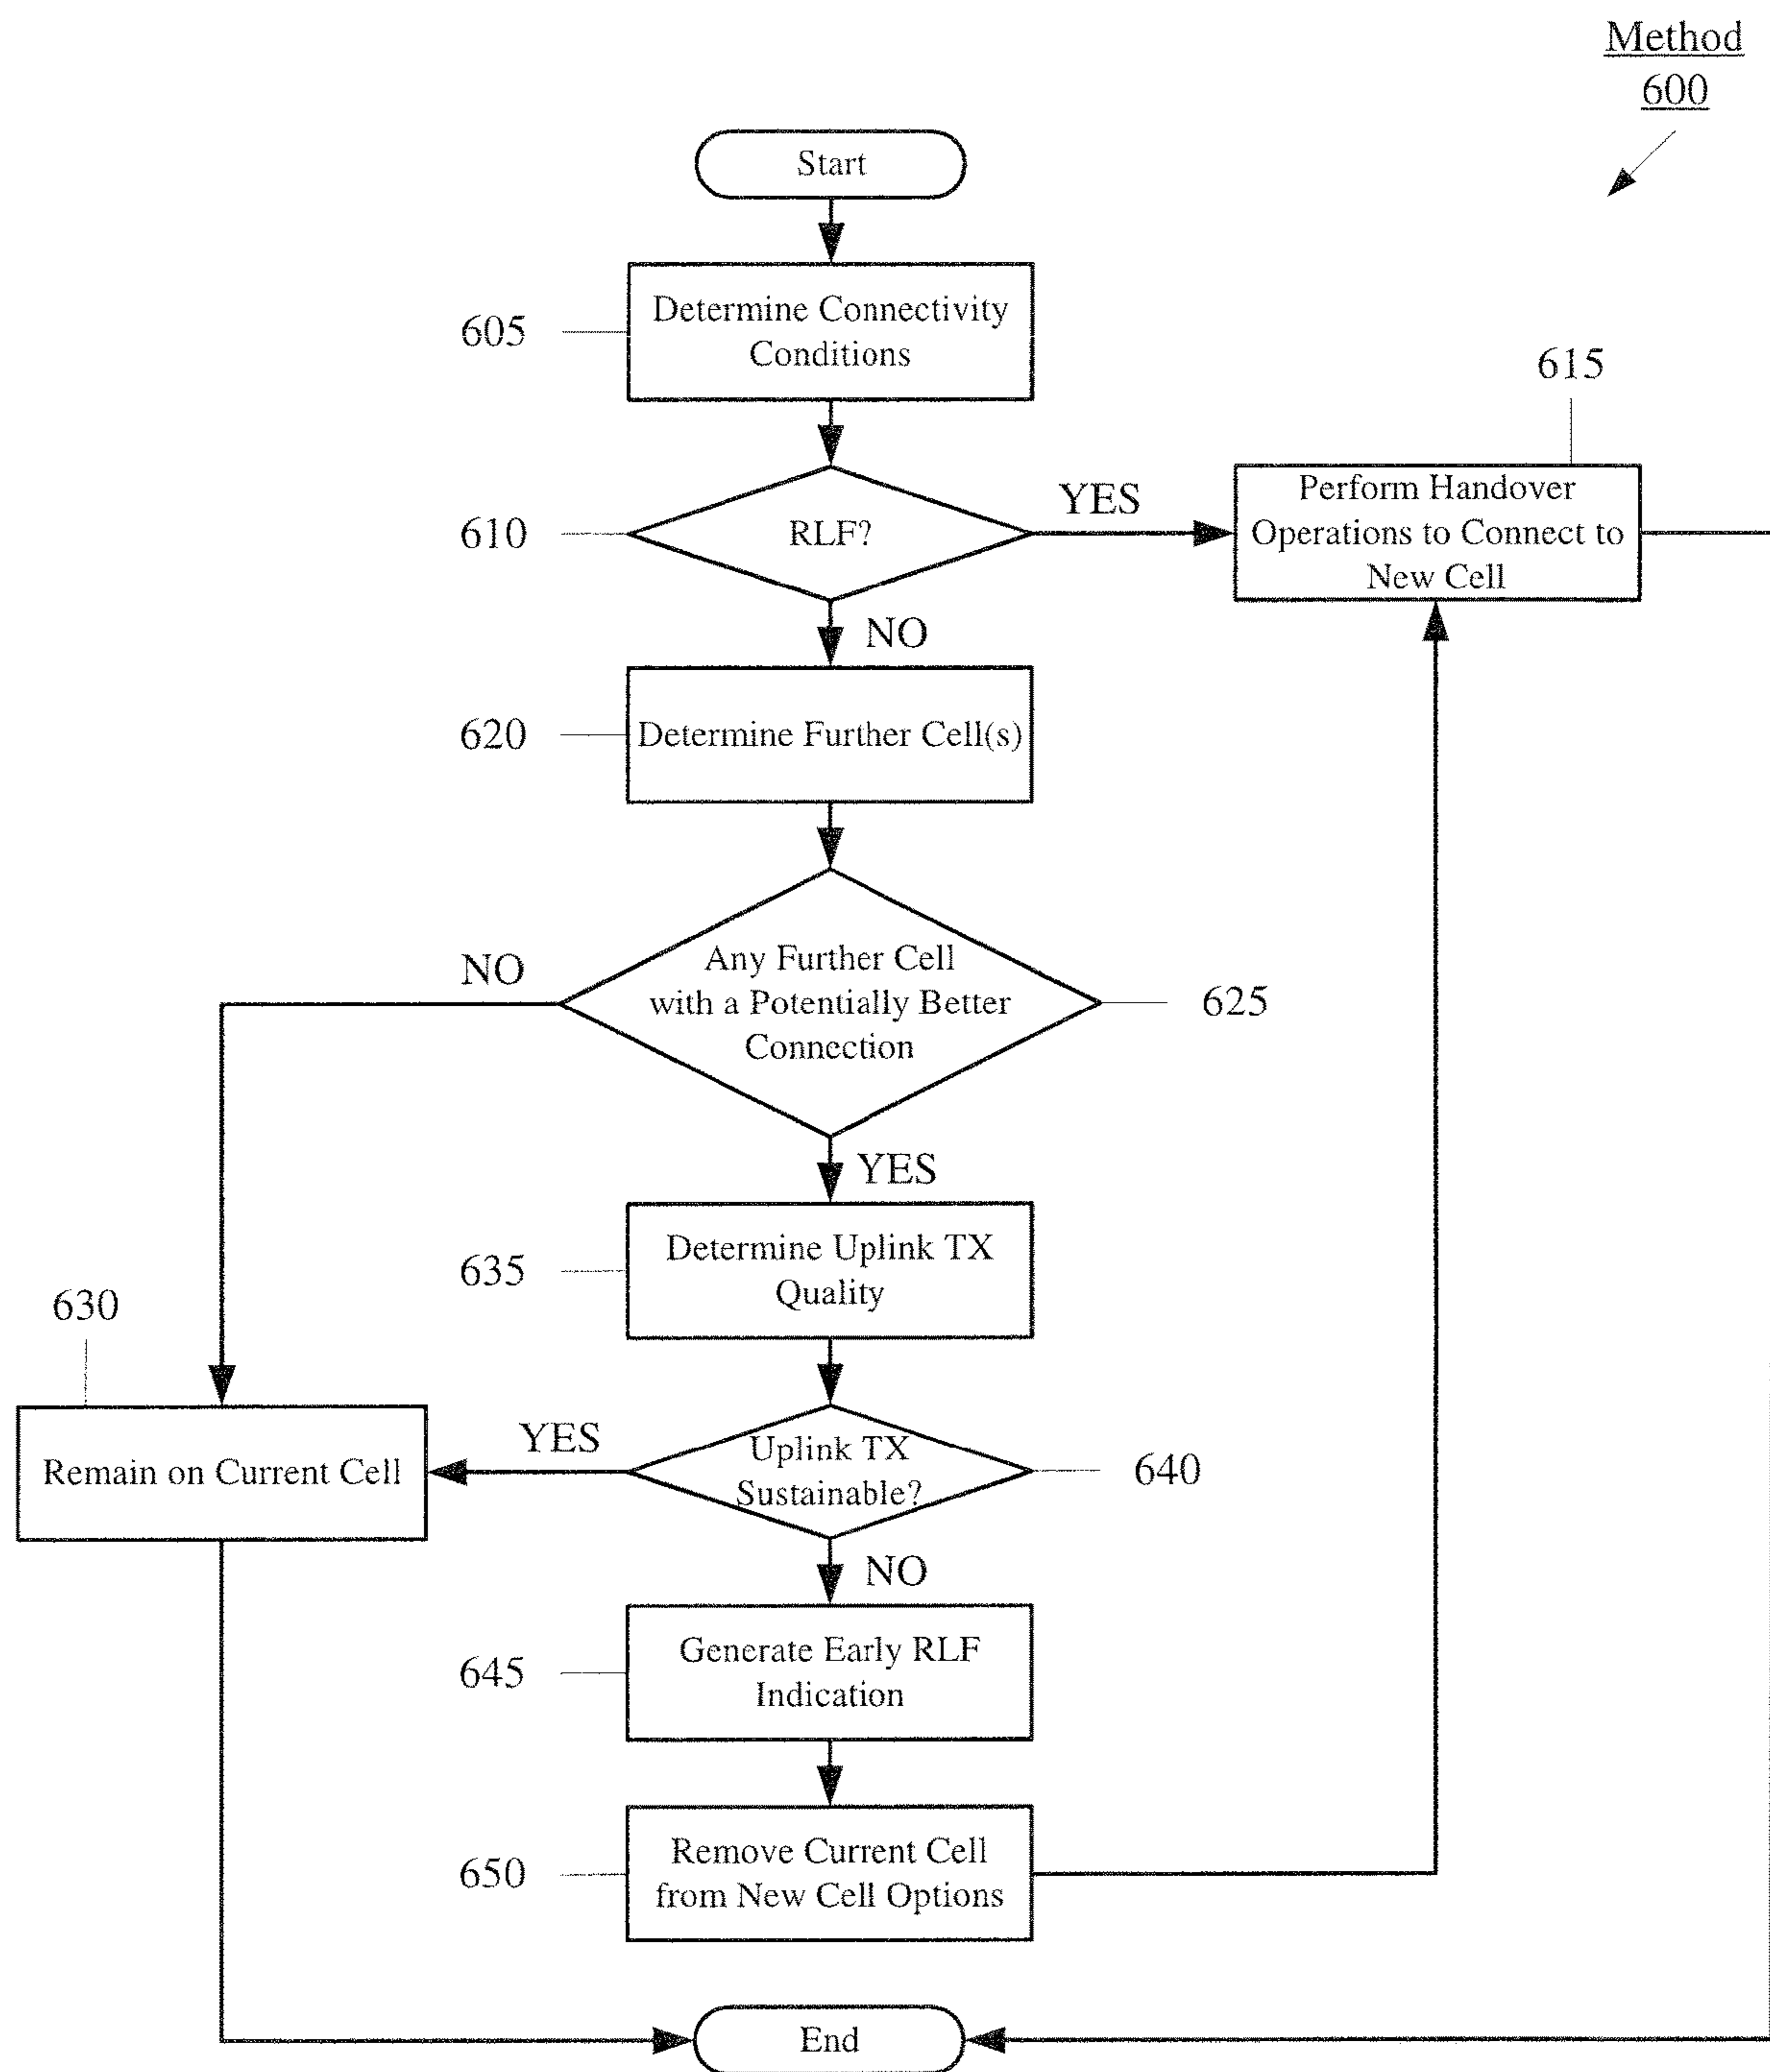 Method
600
Start
605
Determine Connectivity
Conditions
615
610
RLF?
YES
Perform Handover
Operations to Connect to
New Cell
NO
620
Determine Further Cell(s)
NO
Any Further Cell
with a Potentially Better
Connection
625
YES
635
Determine Uplink TX
Quality
630
Remain on Current Cell
YES
Uplink TX
Sustainable?
640
NO
645
Generate Early RLF
Indication
650
Remove Current Cell
from New Cell Options
End